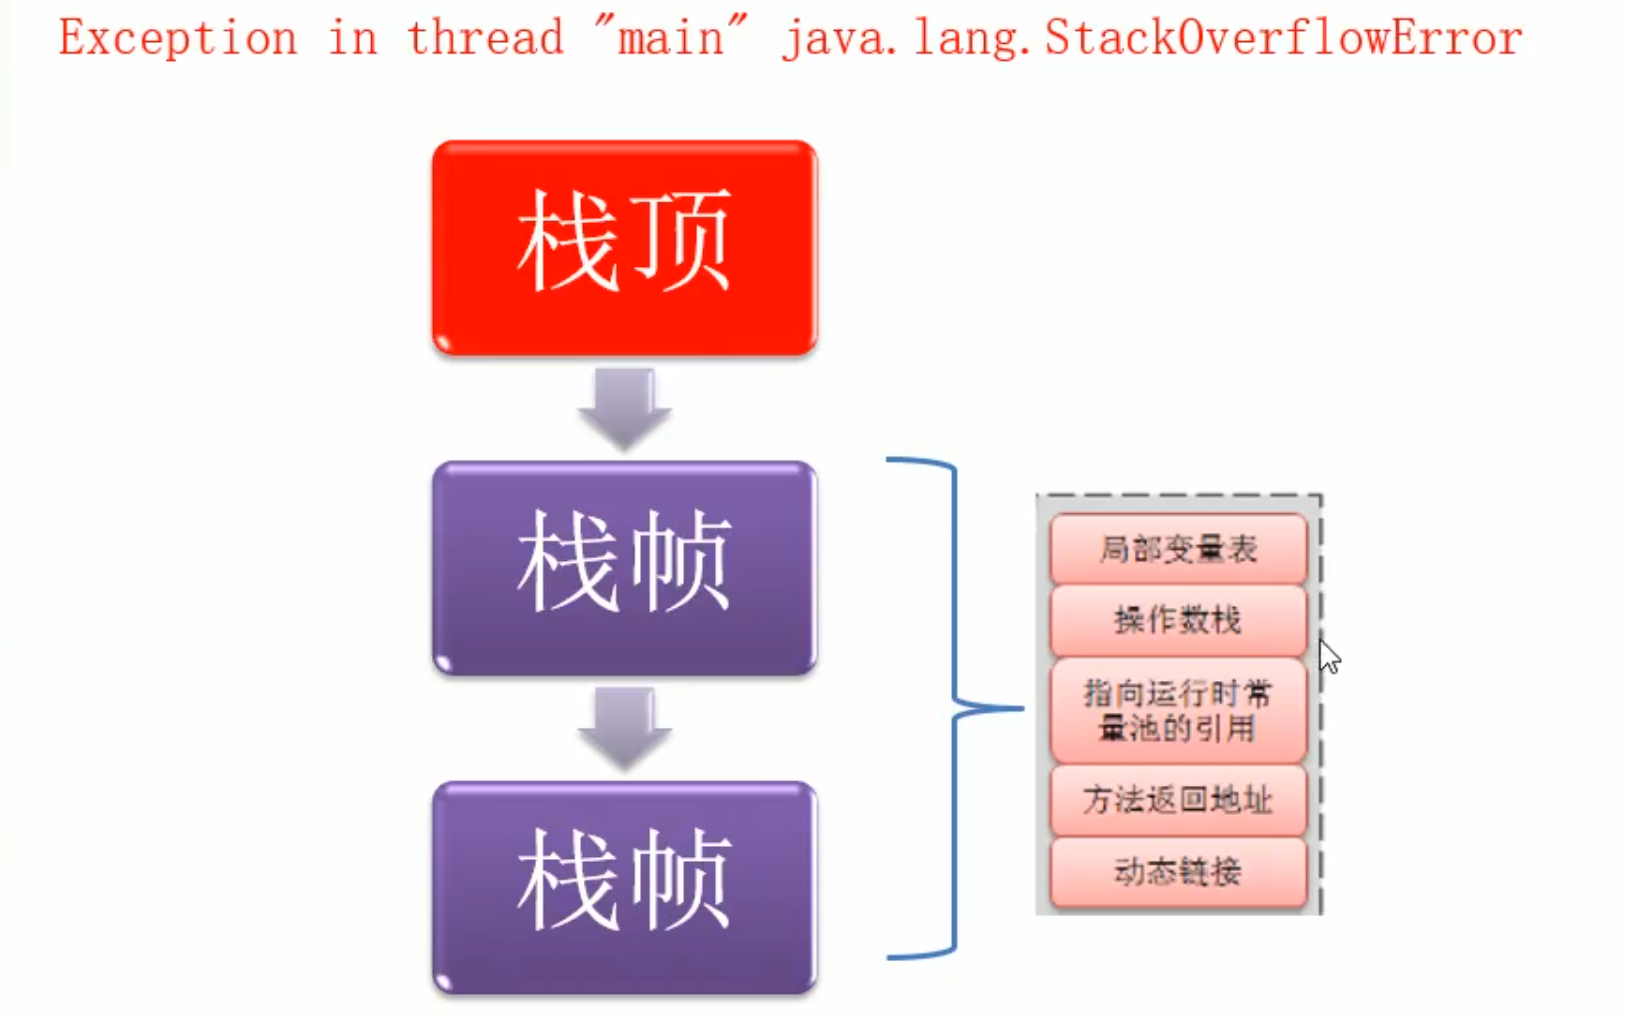 Exception in thread "main" java.lang.StackOverflowError
栈顶
栈帧
栈帧
局部变量表
操作数栈
指向运行时常
量池的引用
方法返回地址
动态链接